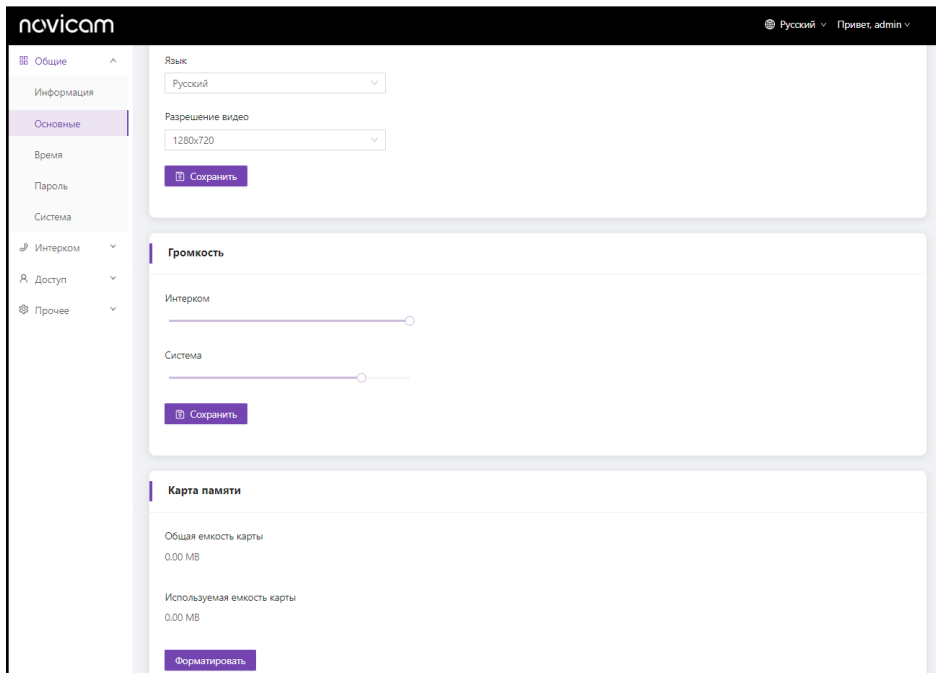 novicam
Русский
Привет, admin
Общие
Информация
Основные
Время
Пароль
Система
Интерком
Доступ
Прочее
Язык
Русский
Разрешение видео
1280x720
Сохранить
Громкость
Интерком
Система
Сохранить
Карта памяти
Общая емкость карты
0.00 MB
Используемая емкость карты
0.00 MB
Форматировать